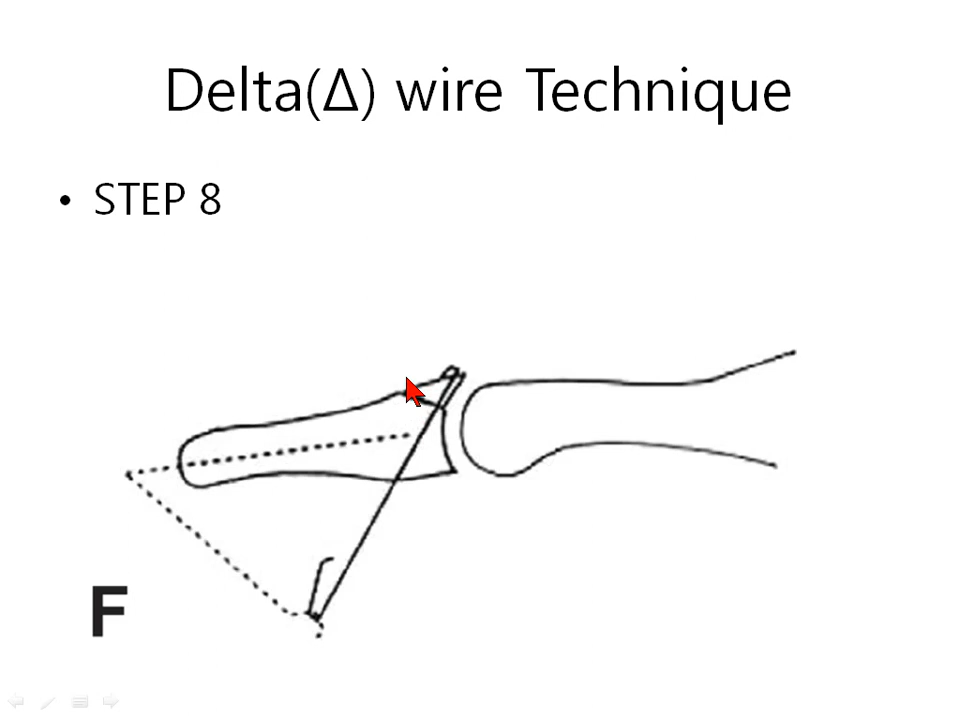 Delta(Δ) wire Technique
• STEP 8
F